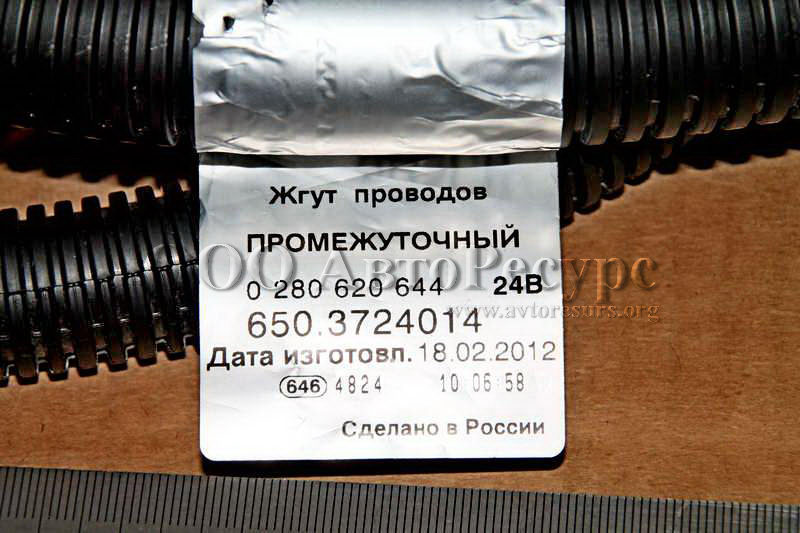 Жгут проводов
ПРОМЕЖУТОЧНЫЙ
ООО АвтоРесурс
0 280 620 644 24В
www.avtoresurs.org
650.3724014
Дата изготовл. 18.02.2012
646 4824 10 06 58
Сделано в России